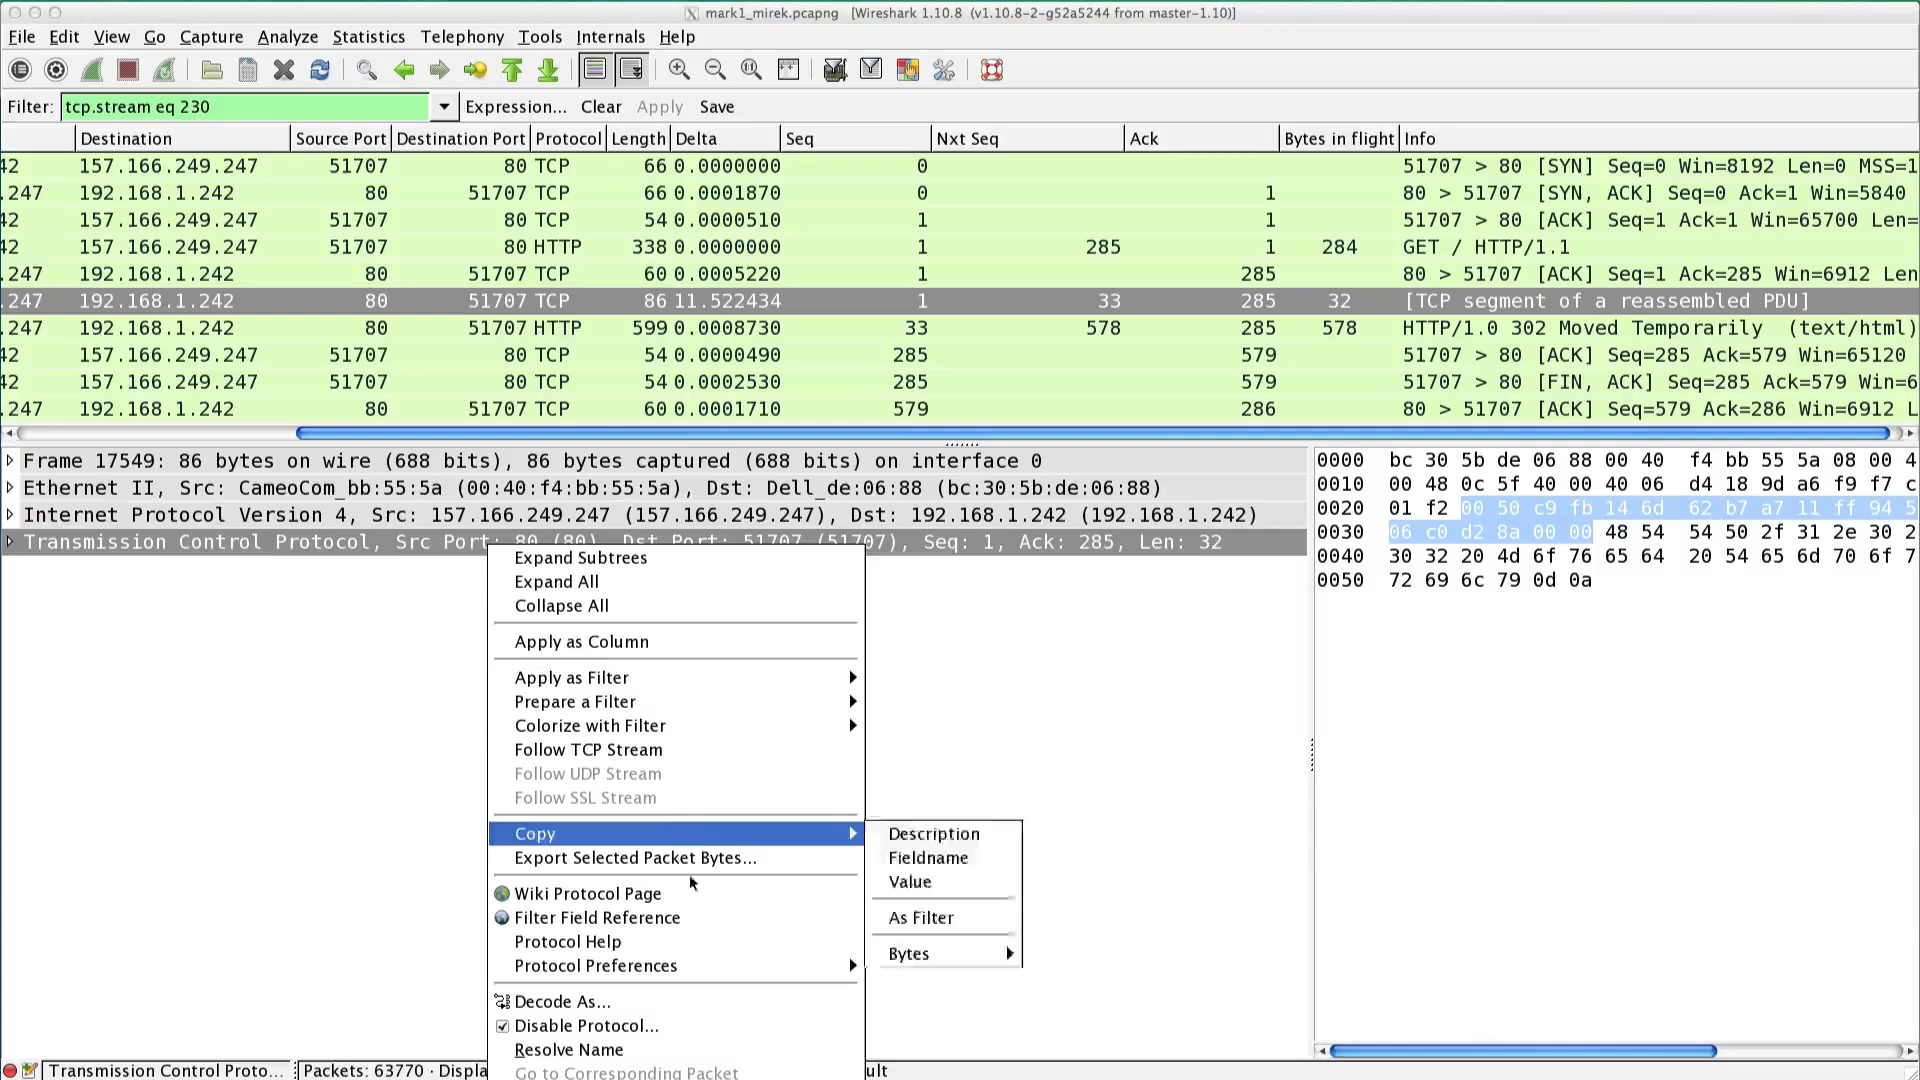 mark1_mirek.pcapng   [Wireshark 1.10.8  (v1.10.8-2-g52a5244 from master-1.10)]
File Edit View Go Capture Analyze Statistics Telephony Tools Internals Help
Filter: tcp.stream eq 230 Expression... Clear Apply Save
Destination Source Port Destination Port Protocol Length Delta Seq Nxt Seq Ack Bytes in flight Info
42 157.166.249.247 51707 80 TCP 66 0.0000000 0 51707 > 80 [SYN] Seq=0 Win=8192 Len=0 MSS=1
.247 192.168.1.242 80 51707 TCP 66 0.0001870 0 1 80 > 51707 [SYN, ACK] Seq=0 Ack=1 Win=5840
42 157.166.249.247 51707 80 TCP 54 0.0000510 1 1 51707 > 80 [ACK] Seq=1 Ack=1 Win=65700 Len=
42 157.166.249.247 51707 80 HTTP 338 0.0000000 1 285 1 284 GET / HTTP/1.1
.247 192.168.1.242 80 51707 TCP 60 0.0005220 1 285 80 > 51707 [ACK] Seq=1 Ack=285 Win=6912 Len
.247 192.168.1.242 80 51707 TCP 86 11.522434 1 33 285 32 [TCP segment of a reassembled PDU]
.247 192.168.1.242 80 51707 HTTP 599 0.0008730 33 578 285 578 HTTP/1.0 302 Moved Temporarily  (text/html)
42 157.166.249.247 51707 80 TCP 54 0.0000490 285 579 51707 > 80 [ACK] Seq=285 Ack=579 Win=65120
42 157.166.249.247 51707 80 TCP 54 0.0002530 285 579 51707 > 80 [FIN, ACK] Seq=285 Ack=579 Win=6
.247 192.168.1.242 80 51707 TCP 60 0.0001710 579 286 80 > 51707 [ACK] Seq=579 Ack=286 Win=6912 L
Frame 17549: 86 bytes on wire (688 bits), 86 bytes captured (688 bits) on interface 0
Ethernet II, Src: CameoCom_bb:55:5a (00:40:f4:bb:55:5a), Dst: Dell_de:06:88 (bc:30:5b:de:06:88)
Internet Protocol Version 4, Src: 157.166.249.247 (157.166.249.247), Dst: 192.168.1.242 (192.168.1.242)
Transmission Control Protocol, Src Port: 80 (80), Dst Port: 51707 (51707), Seq: 1, Ack: 285, Len: 32
0000 bc 30 5b de 06 88 00 40 f4 bb 55 5a 08 00 4
0010 00 48 0c 5f 40 00 40 06 d4 18 9d a6 f9 f7 c
0020 01 f2 00 50 c9 fb 14 6d 62 b7 a7 11 ff 94 5
0030 06 c0 d2 8a 00 00 48 54 54 50 2f 31 2e 30 2
0040 30 32 20 4d 6f 76 65 64 20 54 65 6d 70 6f 7
0050 72 69 6c 79 0d 0a
Expand Subtrees
Expand All
Collapse All
Apply as Column
Apply as Filter
Prepare a Filter
Colorize with Filter
Follow TCP Stream
Follow UDP Stream
Follow SSL Stream
Copy
Export Selected Packet Bytes...
Wiki Protocol Page
Filter Field Reference
Protocol Help
Protocol Preferences
Decode As...
Disable Protocol...
Resolve Name
Go to Corresponding Packet
Description
Fieldname
Value
As Filter
Bytes
Transmission Control Proto... Packets: 63770 · Displa ult